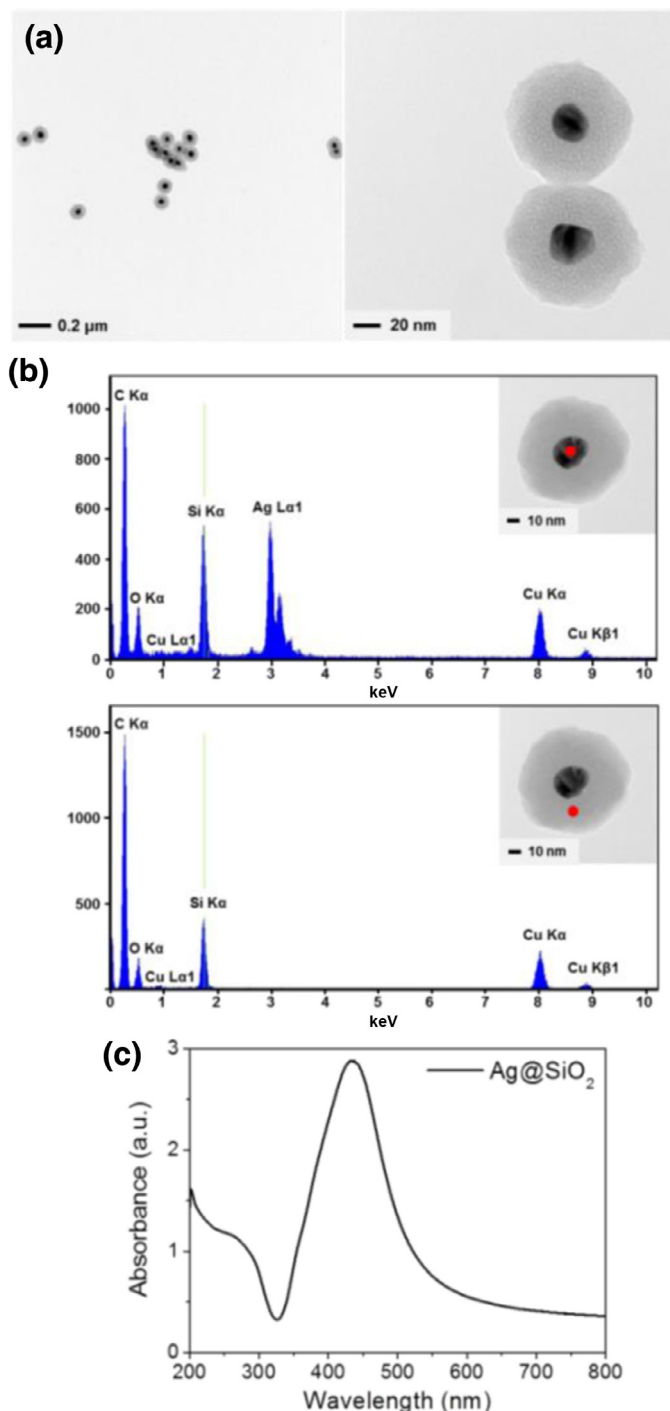 (a)
0.2 µm
20 nm
(b)
C Kα
1000
800
600
400
200
0
O Kα
Cu Lα1
Si Kα
Ag Lα1
Cu Kα
Cu Kβ1
10 nm
0 1 2 3 4 5 6 7 8 9 10
keV
C Kα
1500
1000
500
O Kα
Cu Lα1
Si Kα
Cu Kα
Cu Kβ1
10 nm
0 1 2 3 4 5 6 7 8 9 10
keV
(c)
Ag@SiO₂
Absorbance (a.u.)
3
2
1
0
200 300 400 500 600 700 800
Wavelength (nm)